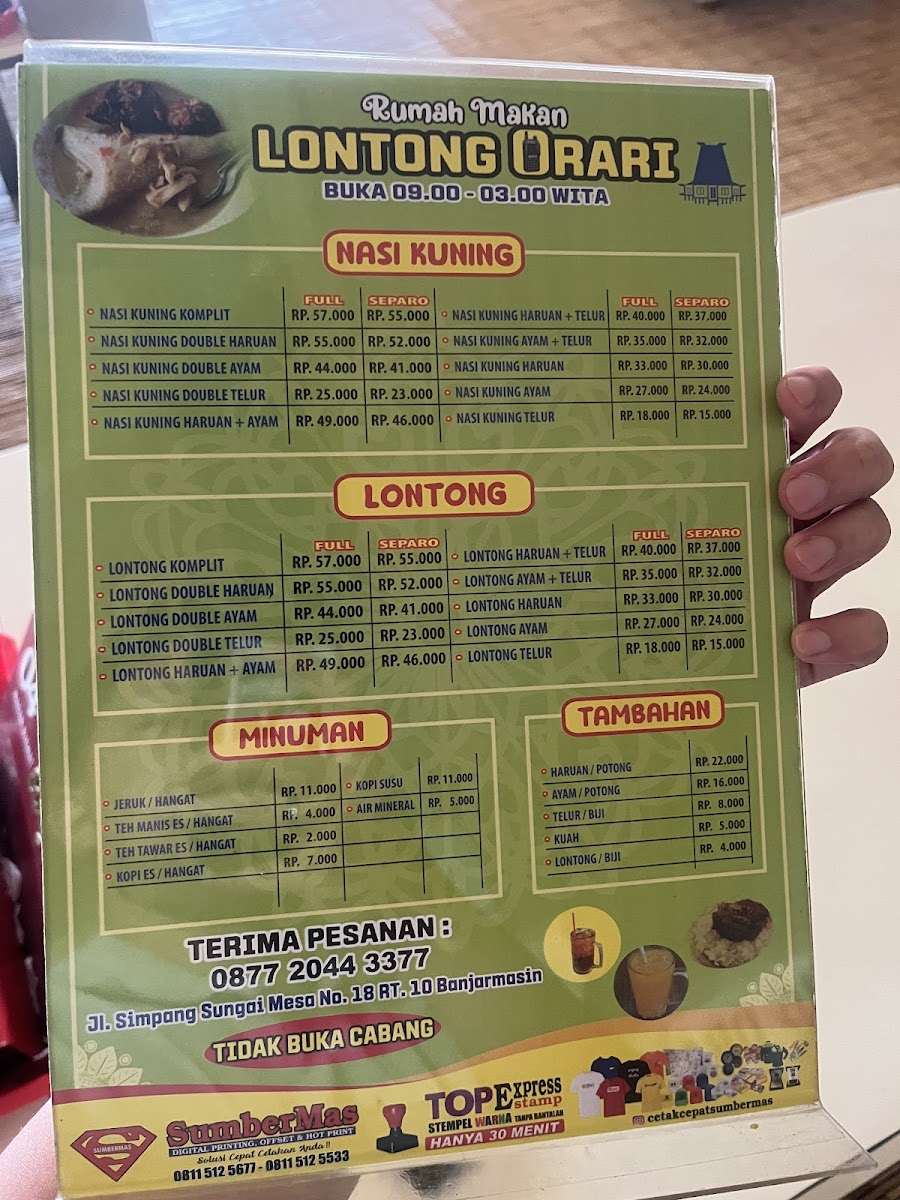 Rumah Makan
LONTONG ORARI
BUKA 09.00 - 03.00 WITA
NASI KUNING
FULL SEPARO FULL SEPARO
NASI KUNING KOMPLIT RP. 57.000 RP. 55.000 NASI KUNING HARUAN + TELUR RP. 40.000 RP. 37.000
NASI KUNING DOUBLE HARUAN RP. 55.000 RP. 52.000 NASI KUNING AYAM + TELUR RP. 35.000 RP. 32.000
NASI KUNING DOUBLE AYAM RP. 44.000 RP. 41.000 NASI KUNING HARUAN RP. 33.000 RP. 30.000
NASI KUNING DOUBLE TELUR RP. 25.000 RP. 23.000 NASI KUNING AYAM RP. 27.000 RP. 24.000
NASI KUNING HARUAN + AYAM RP. 49.000 RP. 46.000 NASI KUNING TELUR RP. 18.000 RP. 15.000
LONTONG
FULL SEPARO FULL SEPARO
LONTONG KOMPLIT RP. 57.000 RP. 55.000 LONTONG HARUAN + TELUR RP. 40.000 RP. 37.000
LONTONG DOUBLE HARUAN RP. 55.000 RP. 52.000 LONTONG AYAM + TELUR RP. 35.000 RP. 32.000
LONTONG DOUBLE AYAM RP. 44.000 RP. 41.000 LONTONG HARUAN RP. 33.000 RP. 30.000
LONTONG DOUBLE TELUR RP. 25.000 RP. 23.000 LONTONG AYAM RP. 27.000 RP. 24.000
LONTONG HARUAN + AYAM RP. 49.000 RP. 46.000 LONTONG TELUR RP. 18.000 RP. 15.000
MINUMAN
JERUK / HANGAT RP. 11.000 KOPI SUSU RP. 11.000
TEH MANIS ES / HANGAT RP. 4.000 AIR MINERAL RP. 5.000
TEH TAWAR ES / HANGAT RP. 2.000
KOPI ES / HANGAT RP. 7.000
TAMBAHAN
HARUAN / POTONG RP. 22.000
AYAM / POTONG RP. 16.000
TELUR / BIJI RP. 8.000
KUAH RP. 5.000
LONTONG / BIJI RP. 4.000
TERIMA PESANAN :
0877 2044 3377
Jl. Simpang Sungai Mesa No. 18 RT. 10 Banjarmasin
TIDAK BUKA CABANG
SUMBERMAS
SumberMas
DIGITAL PRINTING, OFFSET & HOT PRINT
Solusi Cepat Cetakan Anda !!
0811 512 5677 - 0811 512 5533
TOP Express stamp
STEMPEL WARNA TANPA BANTALAN
HANYA 30 MENIT
cetakcepatsumbermas